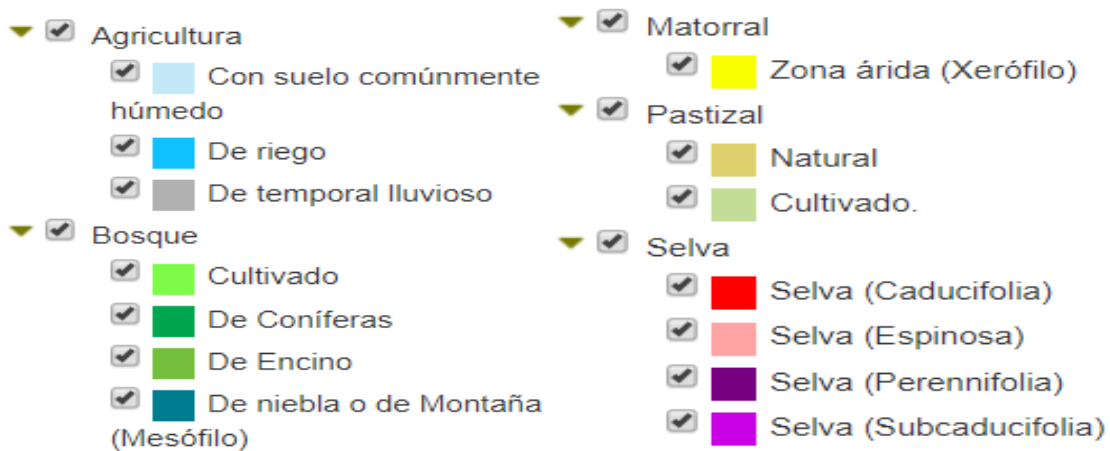 Agricultura
Con suelo comúnmente
húmedo
De riego
De temporal lluvioso
Bosque
Cultivado
De Coníferas
De Encino
De niebla o de Montaña
(Mesófilo)
Matorral
Zona árida (Xerófilo)
Pastizal
Natural
Cultivado.
Selva
Selva (Caducifolia)
Selva (Espinosa)
Selva (Perennifolia)
Selva (Subcaducifolia)